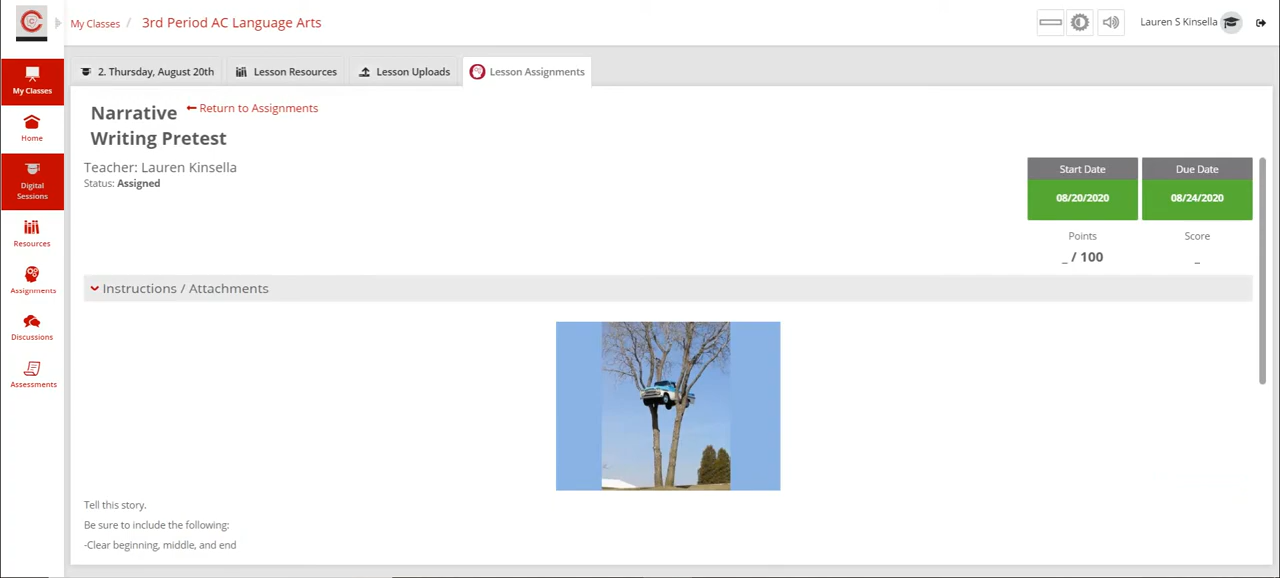 My Classes / 3rd Period AC Language Arts
Lauren S Kinsella
My Classes
Home
Digital
Sessions
Resources
Assignments
Discussions
Assessments
2. Thursday, August 20th
Lesson Resources
Lesson Uploads
Lesson Assignments
Narrative
Writing Pretest
Return to Assignments
Teacher: Lauren Kinsella
Status: Assigned
Start Date
08/20/2020
Due Date
08/24/2020
Points
_ / 100
Score
_
Instructions / Attachments
Tell this story.
Be sure to include the following:
-Clear beginning, middle, and end